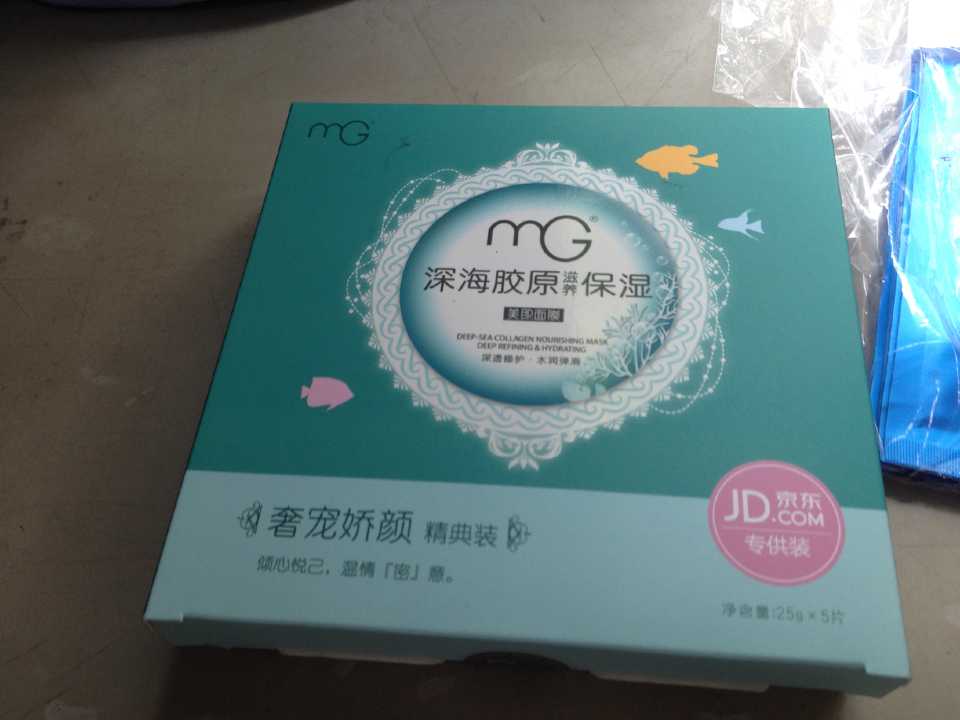 mG
mG®
深海胶原滋养保湿
美即面膜
DEEP-SEA COLLAGEN NOURISHING MASK
DEEP REFINING & HYDRATING
深透修护·水润弹滑
JD 京东
.COM
专供装
奢宠娇颜 精典装
倾心悦己，温情「密」意。
净含量:25g×5片